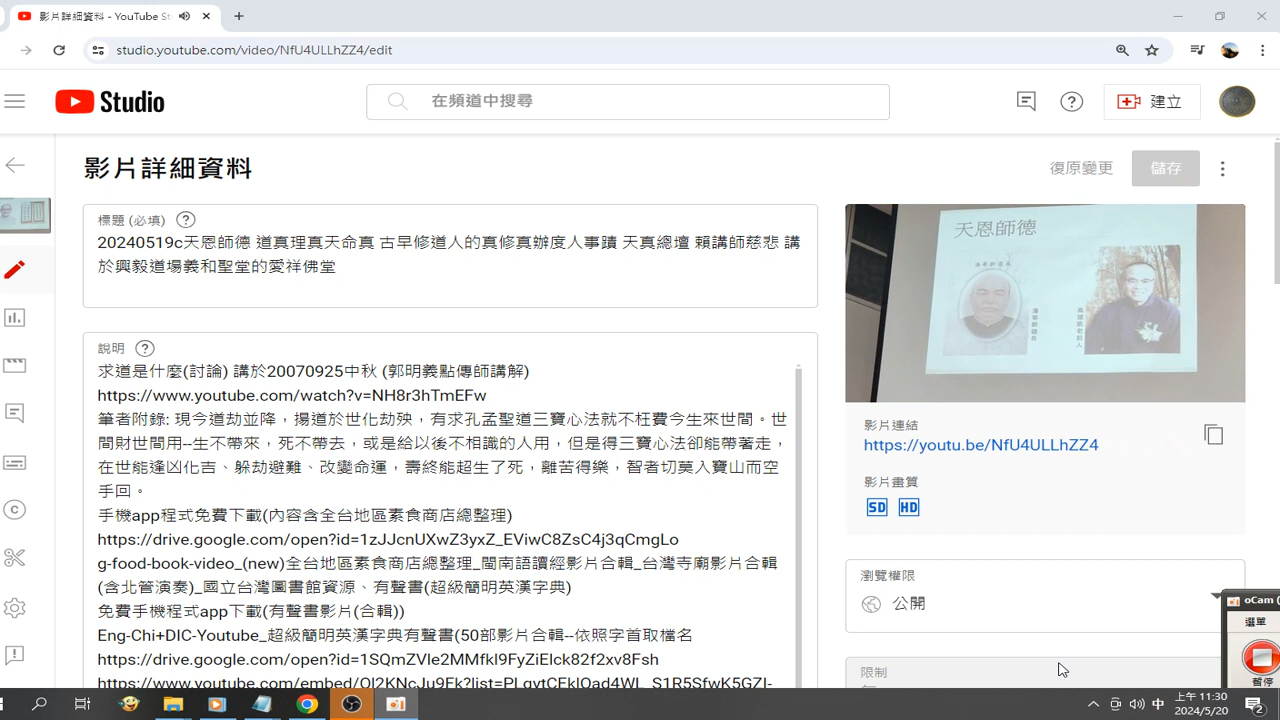 影片詳細資料 - YouTube St
studio.youtube.com/video/NfU4ULLhZZ4/edit
Studio
在頻道中搜尋
建立
影片詳細資料
復原變更
儲存
標題 (必填)
20240519c天恩師德 道真理真天命真 古早修道人的真修真辦度人事蹟 天真總壇 賴講師慈悲 講
於興毅道場義和聖堂的愛祥佛堂
說明
求道是什麼(討論) 講於20070925中秋 (郭明義點傳師講解)
https://www.youtube.com/watch?v=NH8r3hTmEFw
筆者附錄: 現今道劫並降，揚道於世化劫殃，有求孔孟聖道三寶心法就不枉費今生來世間。世
間財世間用--生不帶來，死不帶去，或是給以後不相識的人用，但是得三寶心法卻能帶著走，
在世能逢凶化吉、躲劫避難、改變命運，壽終能超生了死，離苦得樂，智者切莫入寶山而空
手回。
手機app程式免費下載(內容含全台地區素食商店總整理)
https://drive.google.com/open?id=1zJJcnUXwZ3yxZ_EViwC8ZsC4j3qCmgLo
g-food-book-video_(new)全台地區素食商店總整理_閩南語讀經影片合輯_台灣寺廟影片合輯
(含北管演奏)_國立台灣圖書館資源、有聲書(超級簡明英漢字典)
免費手機程式app下載(有聲書影片(合輯))
Eng-Chi+DIC-Youtube_超級簡明英漢字典有聲書(50部影片合輯--依照字首取檔名
https://drive.google.com/open?id=1SQmZVIe2MMfkl9FyZiEIck82f2xv8Fsh
天恩師德
影片連結
https://youtu.be/NfU4ULLhZZ4
影片畫質
SD HD
瀏覽權限
公開
限制
oCam (
選單
暫停
中
上午 11:30
2024/5/20
2